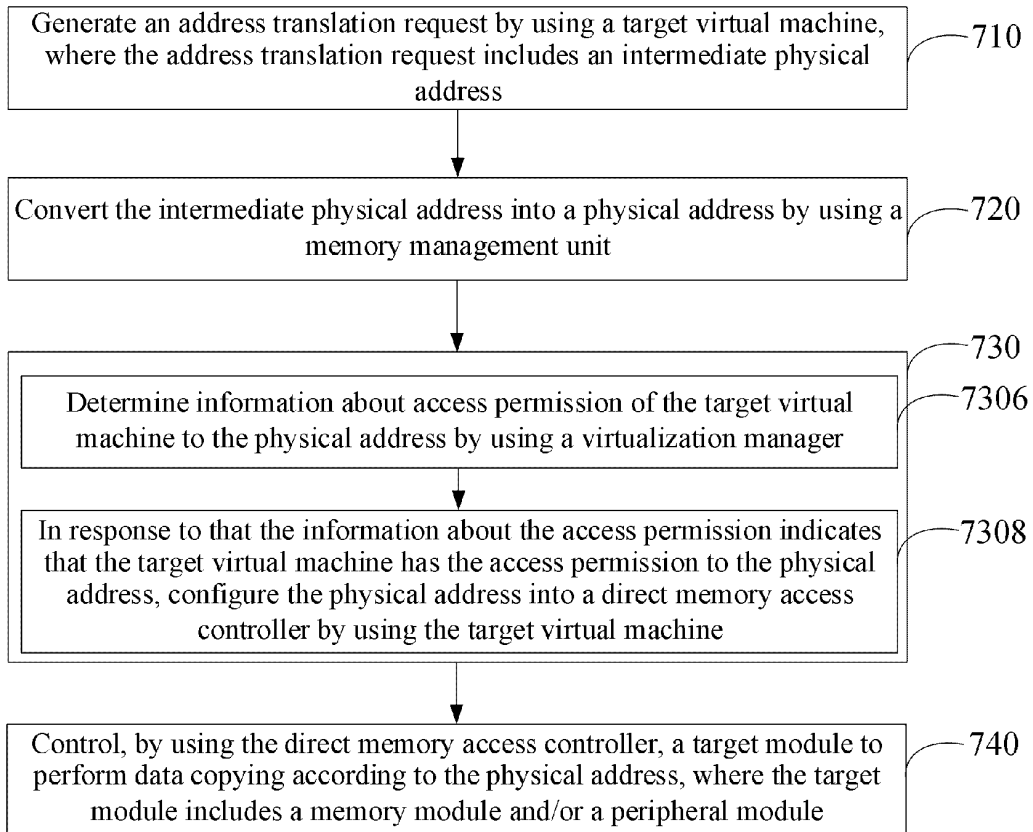 Generate an address translation request by using a target virtual machine,
where the address translation request includes an intermediate physical
address
710
Convert the intermediate physical address into a physical address by using a
memory management unit
720
730
Determine information about access permission of the target virtual
machine to the physical address by using a virtualization manager
7306
In response to that the information about the access permission indicates
that the target virtual machine has the access permission to the physical
address, configure the physical address into a direct memory access
controller by using the target virtual machine
7308
Control, by using the direct memory access controller, a target module to
perform data copying according to the physical address, where the target
module includes a memory module and/or a peripheral module
740